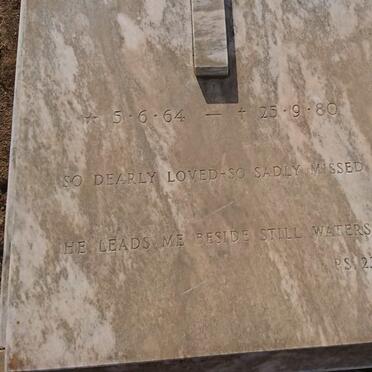 * 5·6·64 — + 25·9·80
SO DEARLY LOVED-SO SADLY MISSED
HE LEADS ME BESIDE STILL WATERS
PS. 23